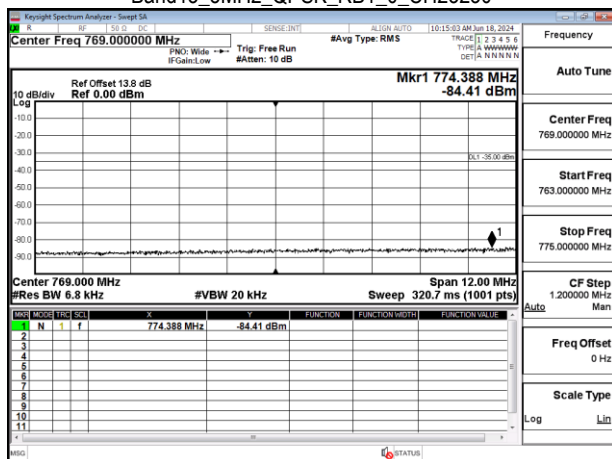 Keysight Spectrum Analyzer - Swept SA
R RF 50 Ω DC SENSE:INT ALIGN AUTO 10:15:03 AM Jun 18, 2024
Center Freq 769.000000 MHz
PNO: Wide
IFGain:Low
Trig: Free Run
#Atten: 10 dB
#Avg Type: RMS
TRACE 1 2 3 4 5 6
TYPE A WWWWW
DET A NNNNN
Ref Offset 13.8 dB
10 dB/div Ref 0.00 dBm
Log
Mkr1 774.388 MHz
-84.41 dBm
-10.0
-20.0
-30.0
DL1 -35.00 dBm
-40.0
-50.0
-60.0
-70.0
-80.0
-90.0
1
Center 769.000 MHz Span 12.00 MHz
#Res BW 6.8 kHz #VBW 20 kHz Sweep 320.7 ms (1001 pts)
MKR MODE TRC SCL X Y FUNCTION FUNCTION WIDTH FUNCTION VALUE
1 N 1 f 774.388 MHz -84.41 dBm
2
3
4
5
6
7
8
9
10
11
MSG STATUS
Frequency
Auto Tune
Center Freq
769.000000 MHz
Start Freq
763.000000 MHz
Stop Freq
775.000000 MHz
CF Step
1.200000 MHz
Auto Man
Freq Offset
0 Hz
Scale Type
Log Lin